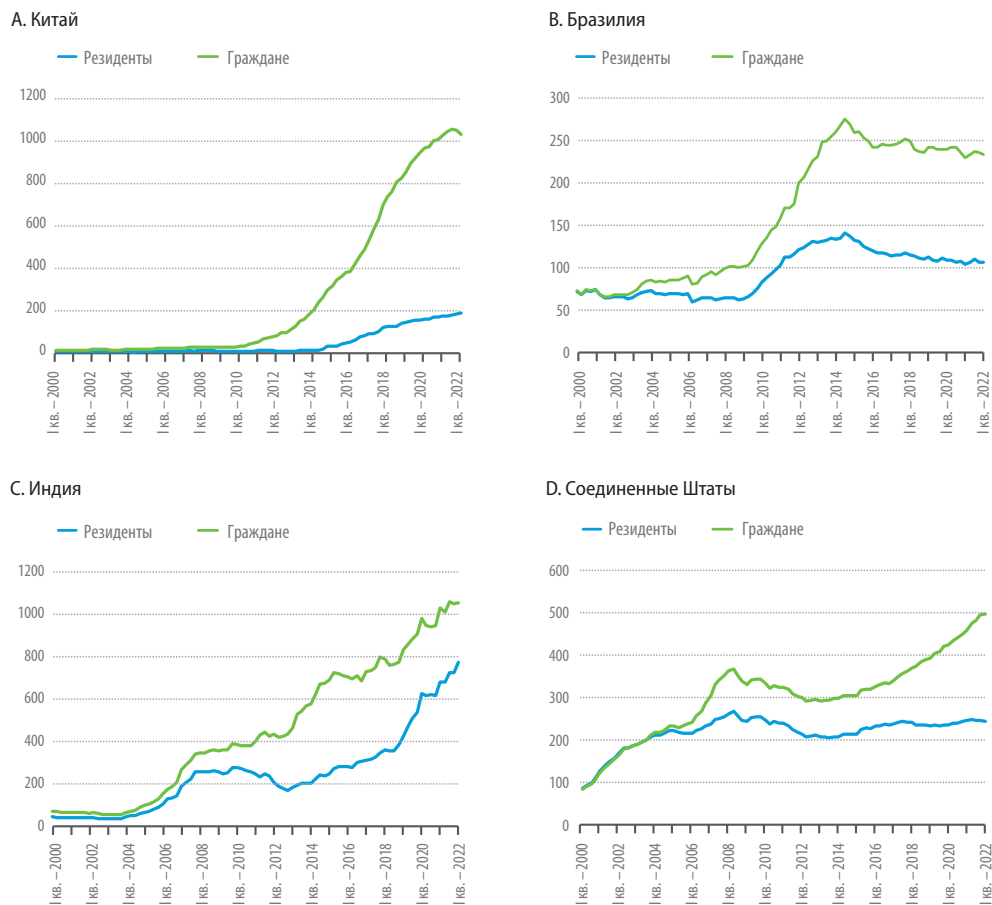 A. Китай
Резиденты Граждане
1200
1000
800
600
400
200
0
I кв. – 2000
I кв. – 2002
I кв. – 2004
I кв. – 2006
I кв. – 2008
I кв. – 2010
I кв. – 2012
I кв. – 2014
I кв. – 2016
I кв. – 2018
I кв. – 2020
I кв. – 2022
B. Бразилия
Резиденты Граждане
300
250
200
150
100
50
0
I кв. – 2000
I кв. – 2002
I кв. – 2004
I кв. – 2006
I кв. – 2008
I кв. – 2010
I кв. – 2012
I кв. – 2014
I кв. – 2016
I кв. – 2018
I кв. – 2020
I кв. – 2022
C. Индия
Резиденты Граждане
1200
1000
800
600
400
200
0
I кв. – 2000
I кв. – 2002
I кв. – 2004
I кв. – 2006
I кв. – 2008
I кв. – 2010
I кв. – 2012
I кв. – 2014
I кв. – 2016
I кв. – 2018
I кв. – 2020
I кв. – 2022
D. Соединенные Штаты
Резиденты Граждане
600
500
400
300
200
100
0
I кв. – 2000
I кв. – 2002
I кв. – 2004
I кв. – 2006
I кв. – 2008
I кв. – 2010
I кв. – 2012
I кв. – 2014
I кв. – 2016
I кв. – 2018
I кв. – 2020
I кв. – 2022